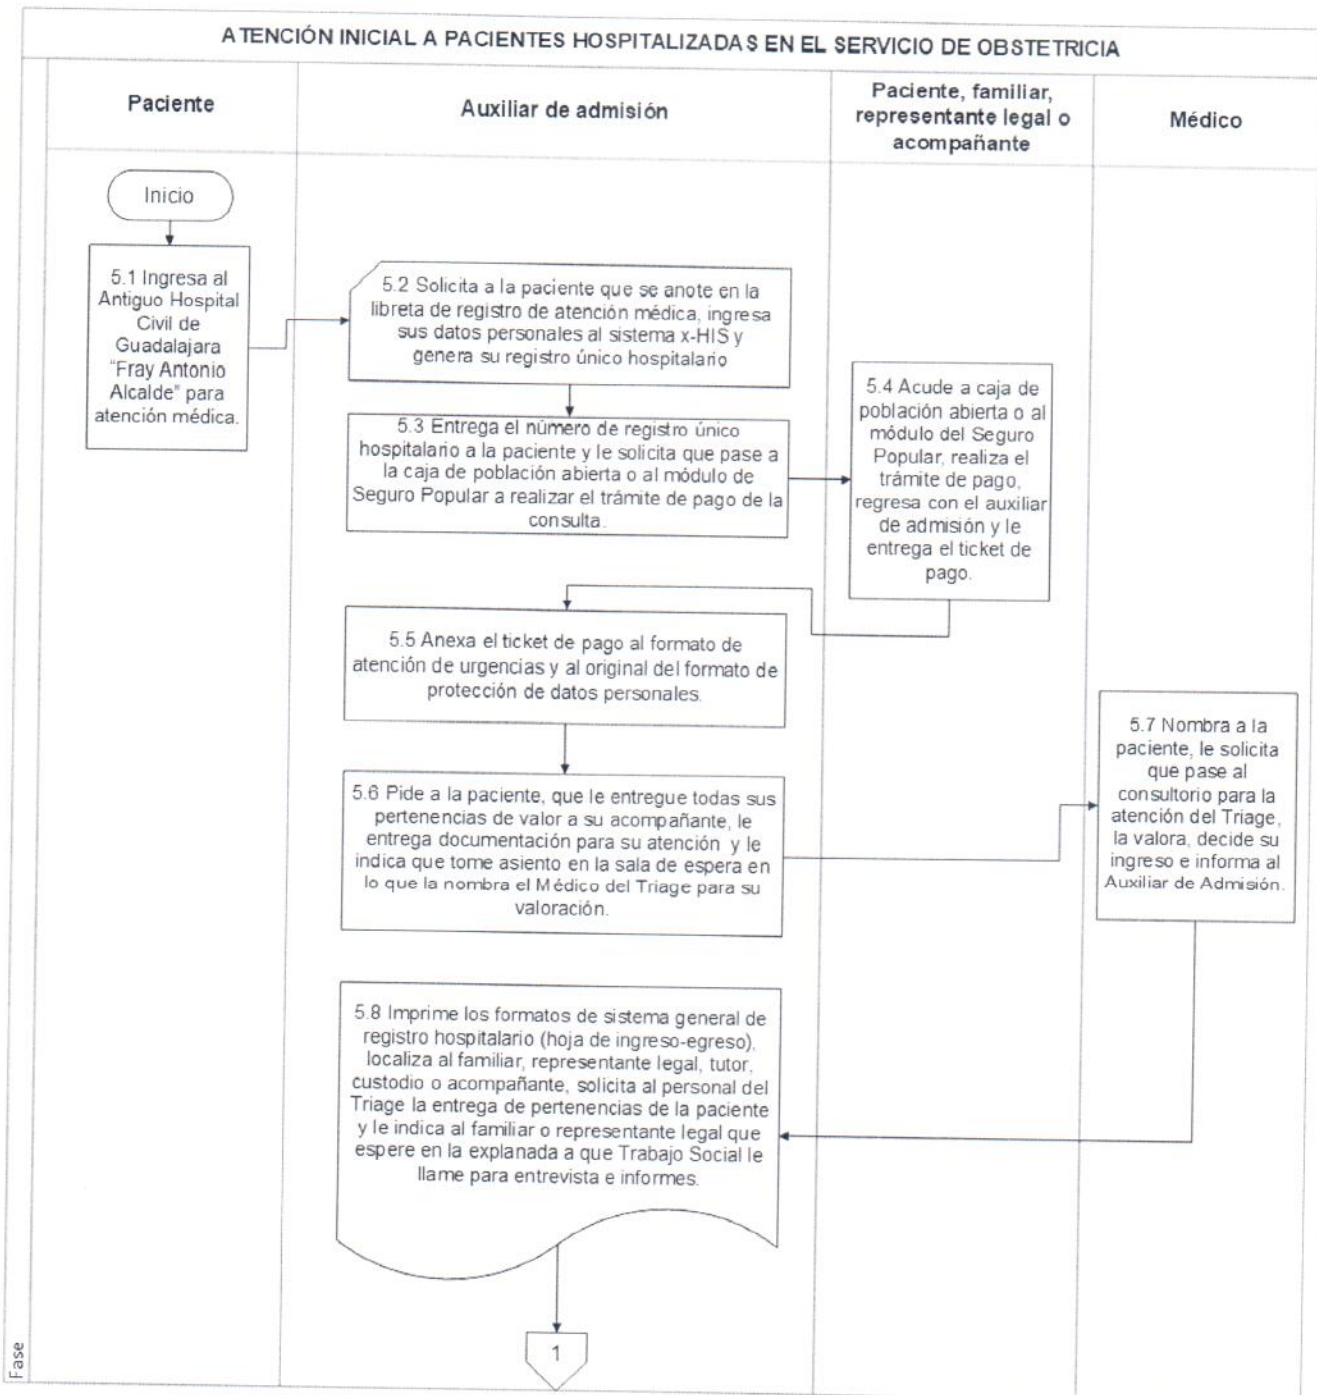 ATENCIÓN INICIAL A PACIENTES HOSPITALIZADAS EN EL SERVICIO DE OBSTETRICIA
Paciente
Auxiliar de admisión
Paciente, familiar,
representante legal o
acompañante
Médico
Inicio
5.1 Ingresa al
Antiguo Hospital
Civil de
Guadalajara
"Fray Antonio
Alcalde" para
atención médica.
5.2 Solicita a la paciente que se anote en la
libreta de registro de atención médica, ingresa
sus datos personales al sistema x-HIS y
genera su registro único hospitalario
5.3 Entrega el número de registro único
hospitalario a la paciente y le solicita que pase a
la caja de población abierta o al módulo de
Seguro Popular a realizar el trámite de pago de la
consulta.
5.4 Acude a caja de
población abierta o al
módulo del Seguro
Popular, realiza el
trámite de pago,
regresa con el auxiliar
de admisión y le
entrega el ticket de
pago.
5.5 Anexa el ticket de pago al formato de
atención de urgencias y al original del formato de
protección de datos personales.
5.6 Pide a la paciente, que le entregue todas sus
pertenencias de valor a su acompañante, le
entrega documentación para su atención y le
indica que tome asiento en la sala de espera en
lo que la nombra el Médico del Triage para su
valoración.
5.7 Nombra a la
paciente, le solicita
que pase al
consultorio para la
atención del Triage,
la valora, decide su
ingreso e informa al
Auxiliar de Admisión.
5.8 Imprime los formatos de sistema general de
registro hospitalario (hoja de ingreso-egreso),
localiza al familiar, representante legal, tutor,
custodio o acompañante, solicita al personal del
Triage la entrega de pertenencias de la paciente
y le indica al familiar o representante legal que
espere en la explanada a que Trabajo Social le
llame para entrevista e informes.
1
Fase